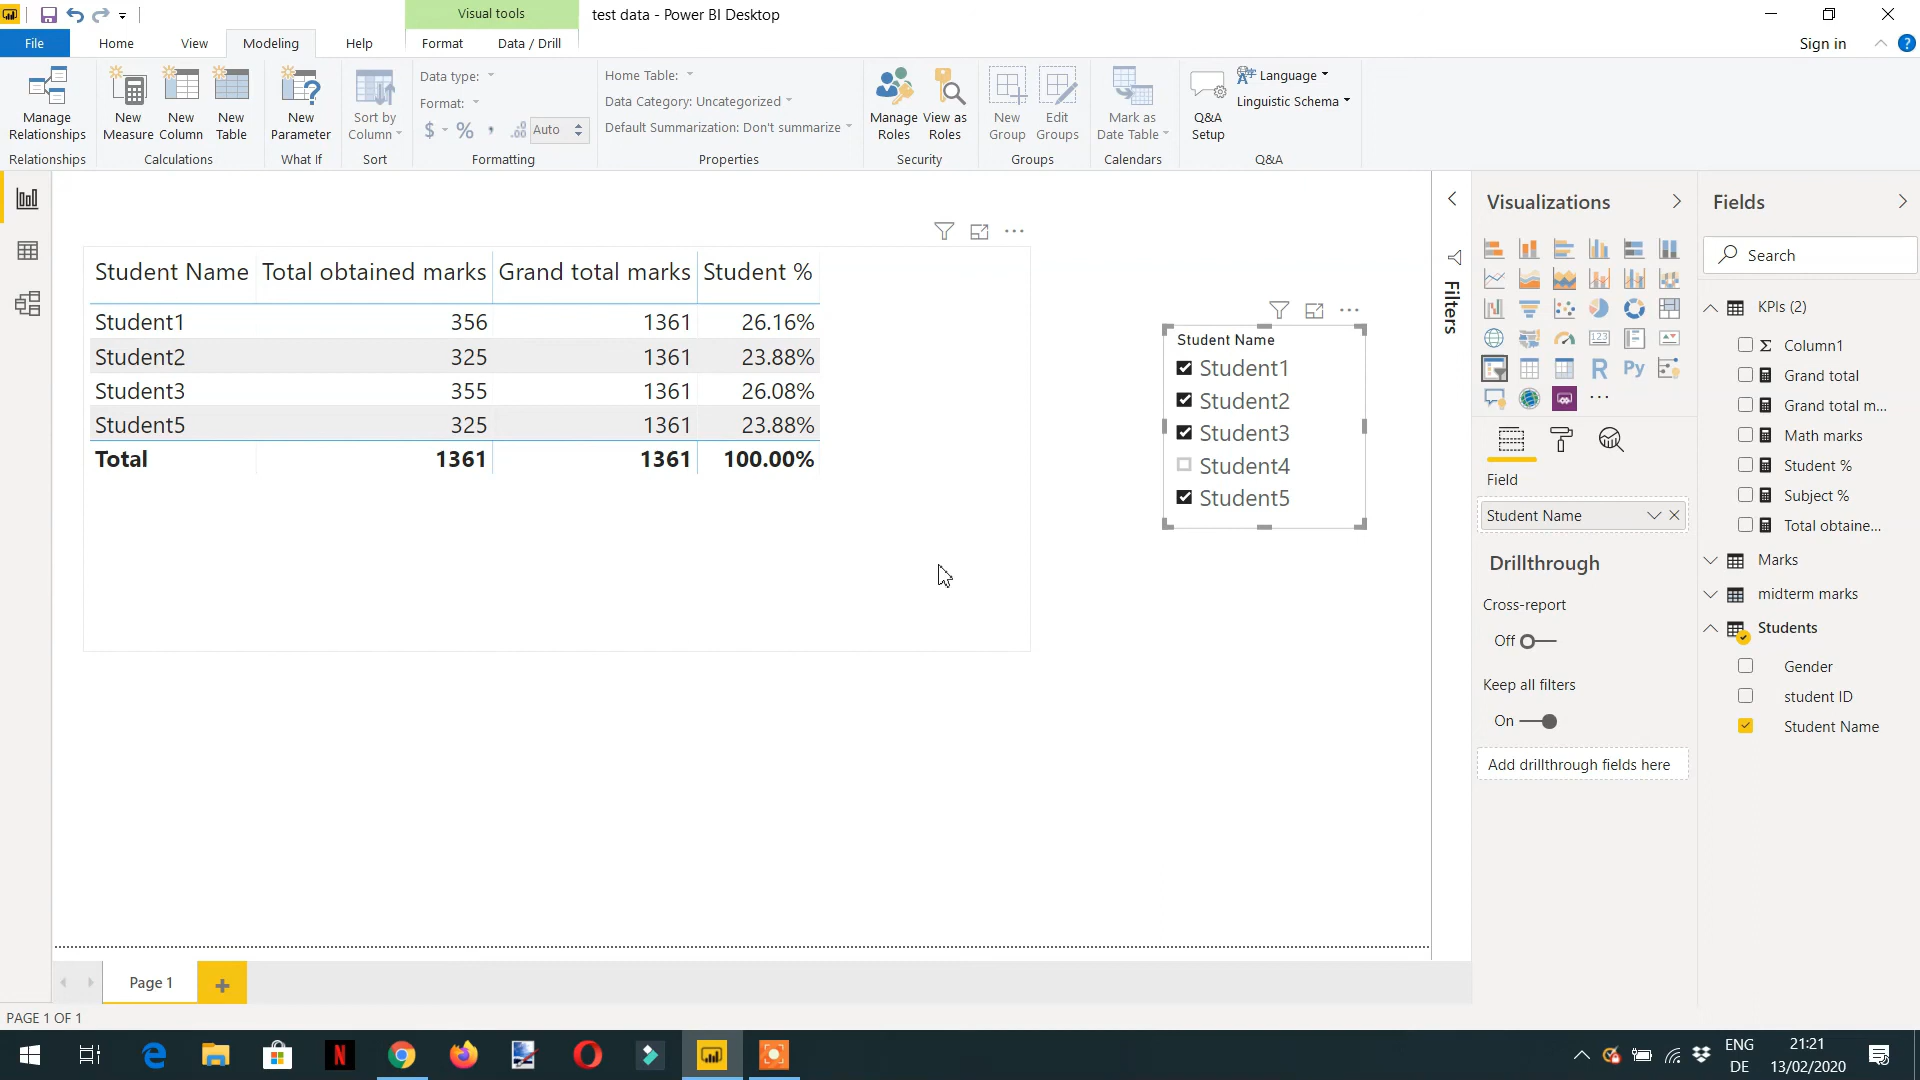 Visual tools
test data - Power BI Desktop
File
Home
View
Modeling
Help
Format
Data / Drill
Sign in
Manage
Relationships
New
Measure
New
Column
New
Table
New
Parameter
Sort by
Column
Data type:
Format:
$ % , Auto
Home Table:
Data Category: Uncategorized
Default Summarization: Don't summarize
Manage
Roles
View as
Roles
New
Group
Edit
Groups
Mark as
Date Table
Q&A
Setup
Language
Linguistic Schema
Relationships
Calculations
What If
Sort
Formatting
Properties
Security
Groups
Calendars
Q&A
Student Name Total obtained marks Grand total marks Student %
Student1 356 1361 26.16%
Student2 325 1361 23.88%
Student3 355 1361 26.08%
Student5 325 1361 23.88%
Total 1361 1361 100.00%
Student Name
Student1
Student2
Student3
Student4
Student5
Filters
Visualizations
R
Py
Field
Student Name
Drillthrough
Cross-report
Off
Keep all filters
On
Add drillthrough fields here
Fields
Search
KPIs (2)
Column1
Grand total
Grand total m...
Math marks
Student %
Subject %
Total obtaine...
Marks
midterm marks
Students
Gender
student ID
Student Name
Page 1
PAGE 1 OF 1
ENG
DE
21:21
13/02/2020